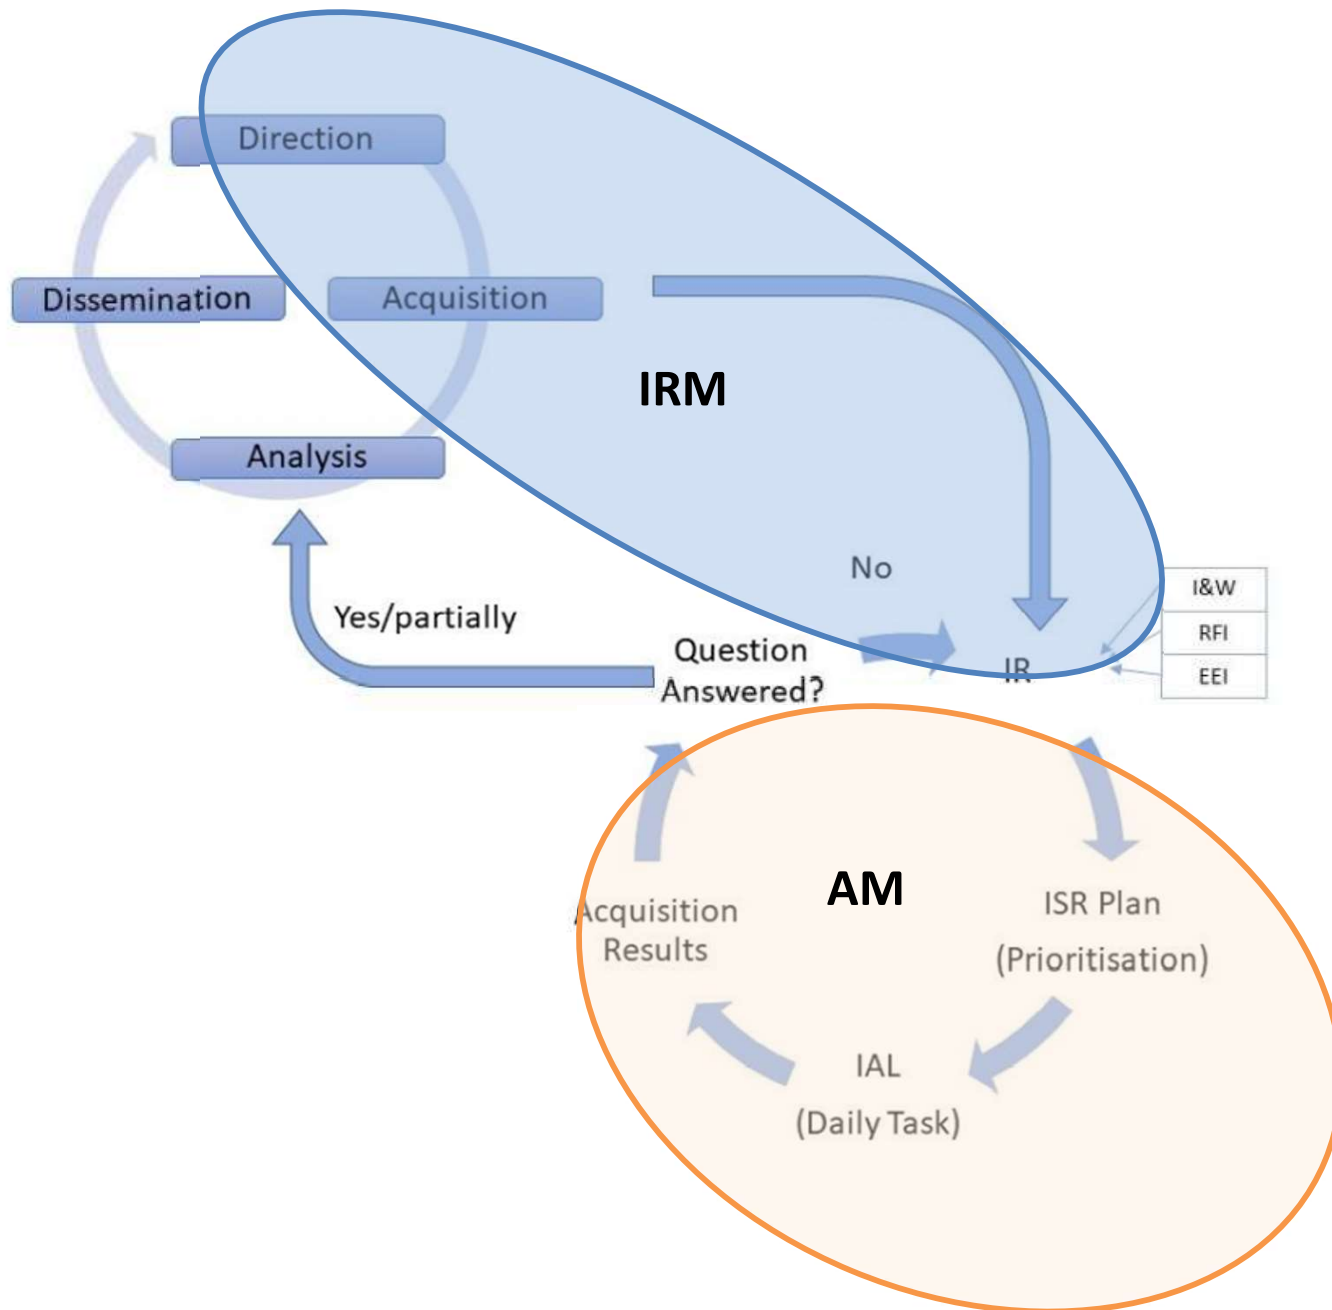 Direction
Dissemination
Acquisition
IRM
Analysis
No
I&W
Yes/partially
RFI
Question
Answered?
IR
EEI
AM
Acquisition
Results
ISR Plan
(Prioritisation)
IAL
(Daily Task)